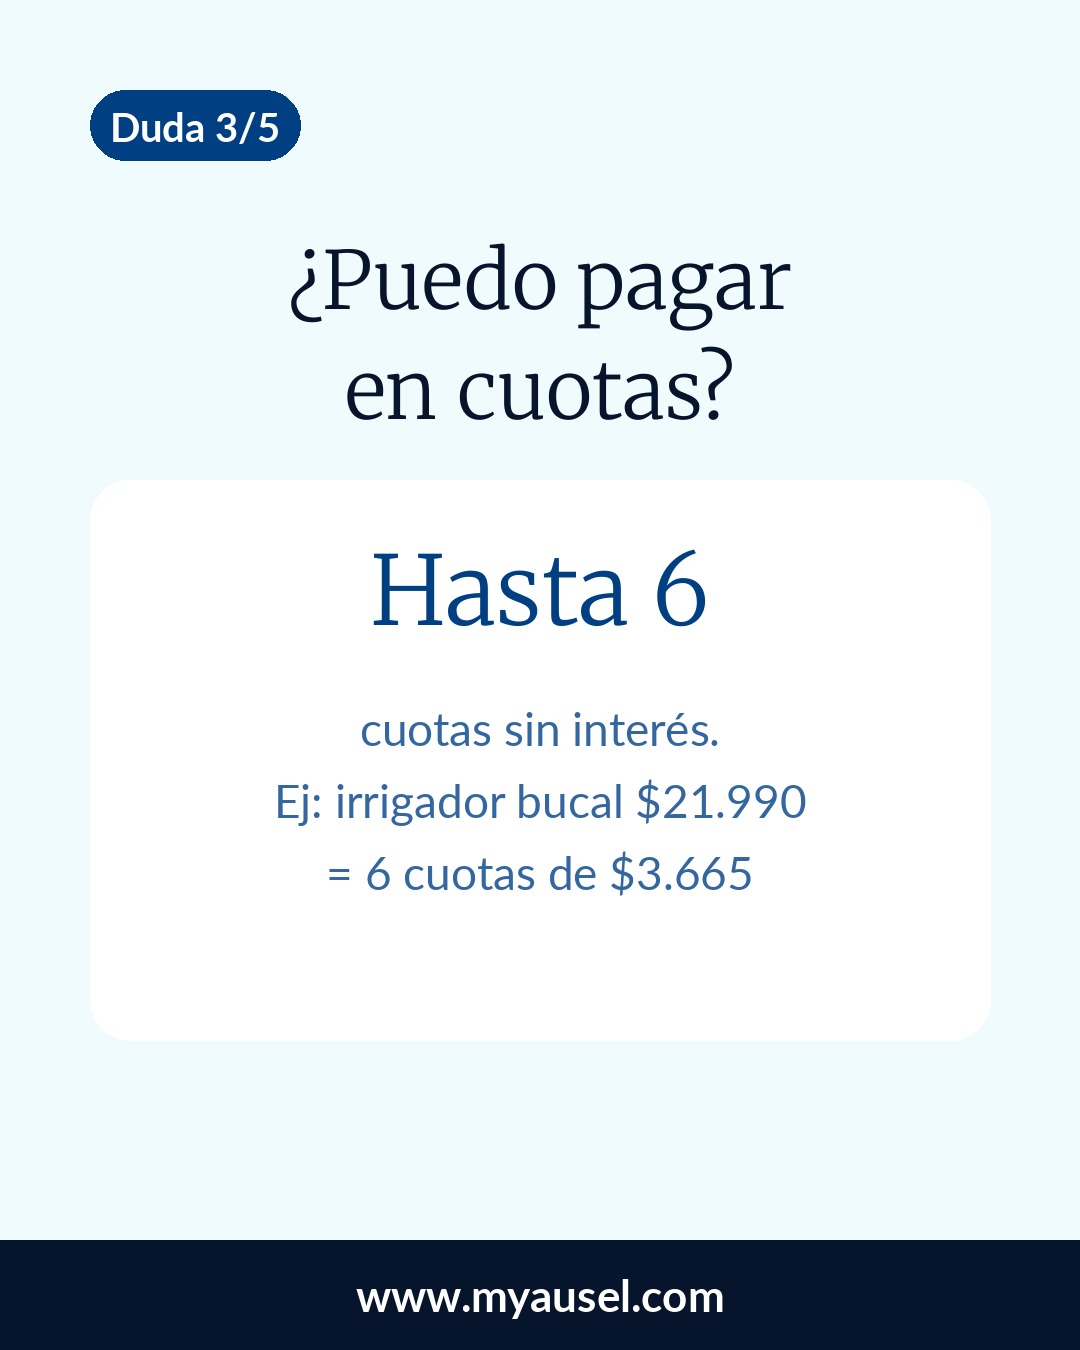 Duda 3/5
¿Puedo pagar
en cuotas?
Hasta 6
cuotas sin interés.
Ej: irrigador bucal $21.990
= 6 cuotas de $3.665
www.myausel.com